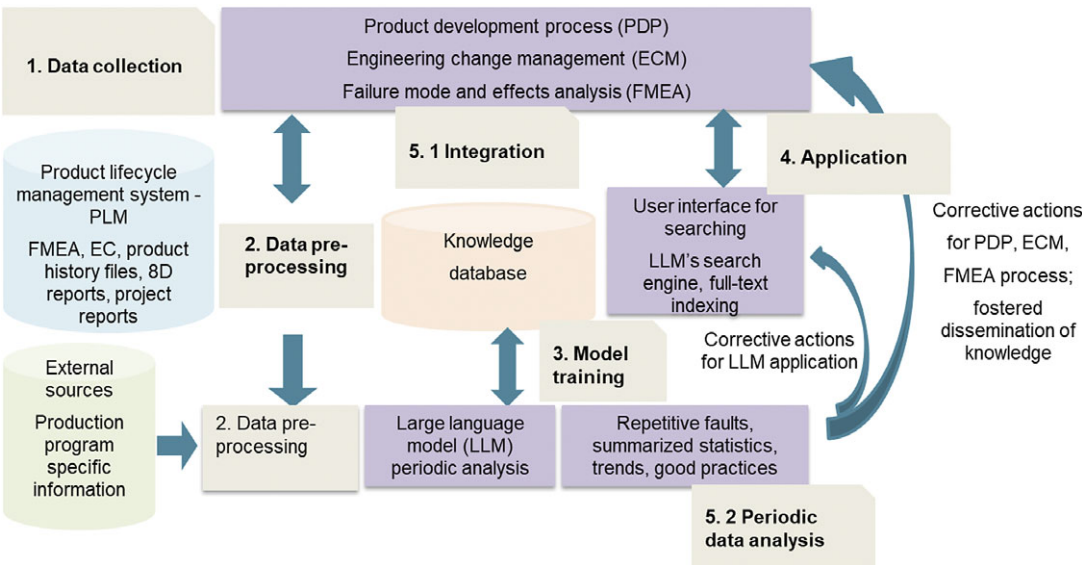 Product development process (PDP)
Engineering change management (ECM)
Failure mode and effects analysis (FMEA)
1. Data collection
5. 1 Integration
4. Application
Product lifecycle
management system -
PLM
FMEA, EC, product
history files, 8D
reports, project
reports
2. Data pre-
processing
Knowledge
database
User interface for
searching
LLM's search
engine, full-text
indexing
Corrective actions
for PDP, ECM,
FMEA process;
fostered
dissemination of
knowledge
Corrective actions
for LLM application
3. Model
training
External
sources
Production
program
specific
information
2. Data pre-
processing
Large language
model (LLM)
periodic analysis
Repetitive faults,
summarized statistics,
trends, good practices
5. 2 Periodic
data analysis